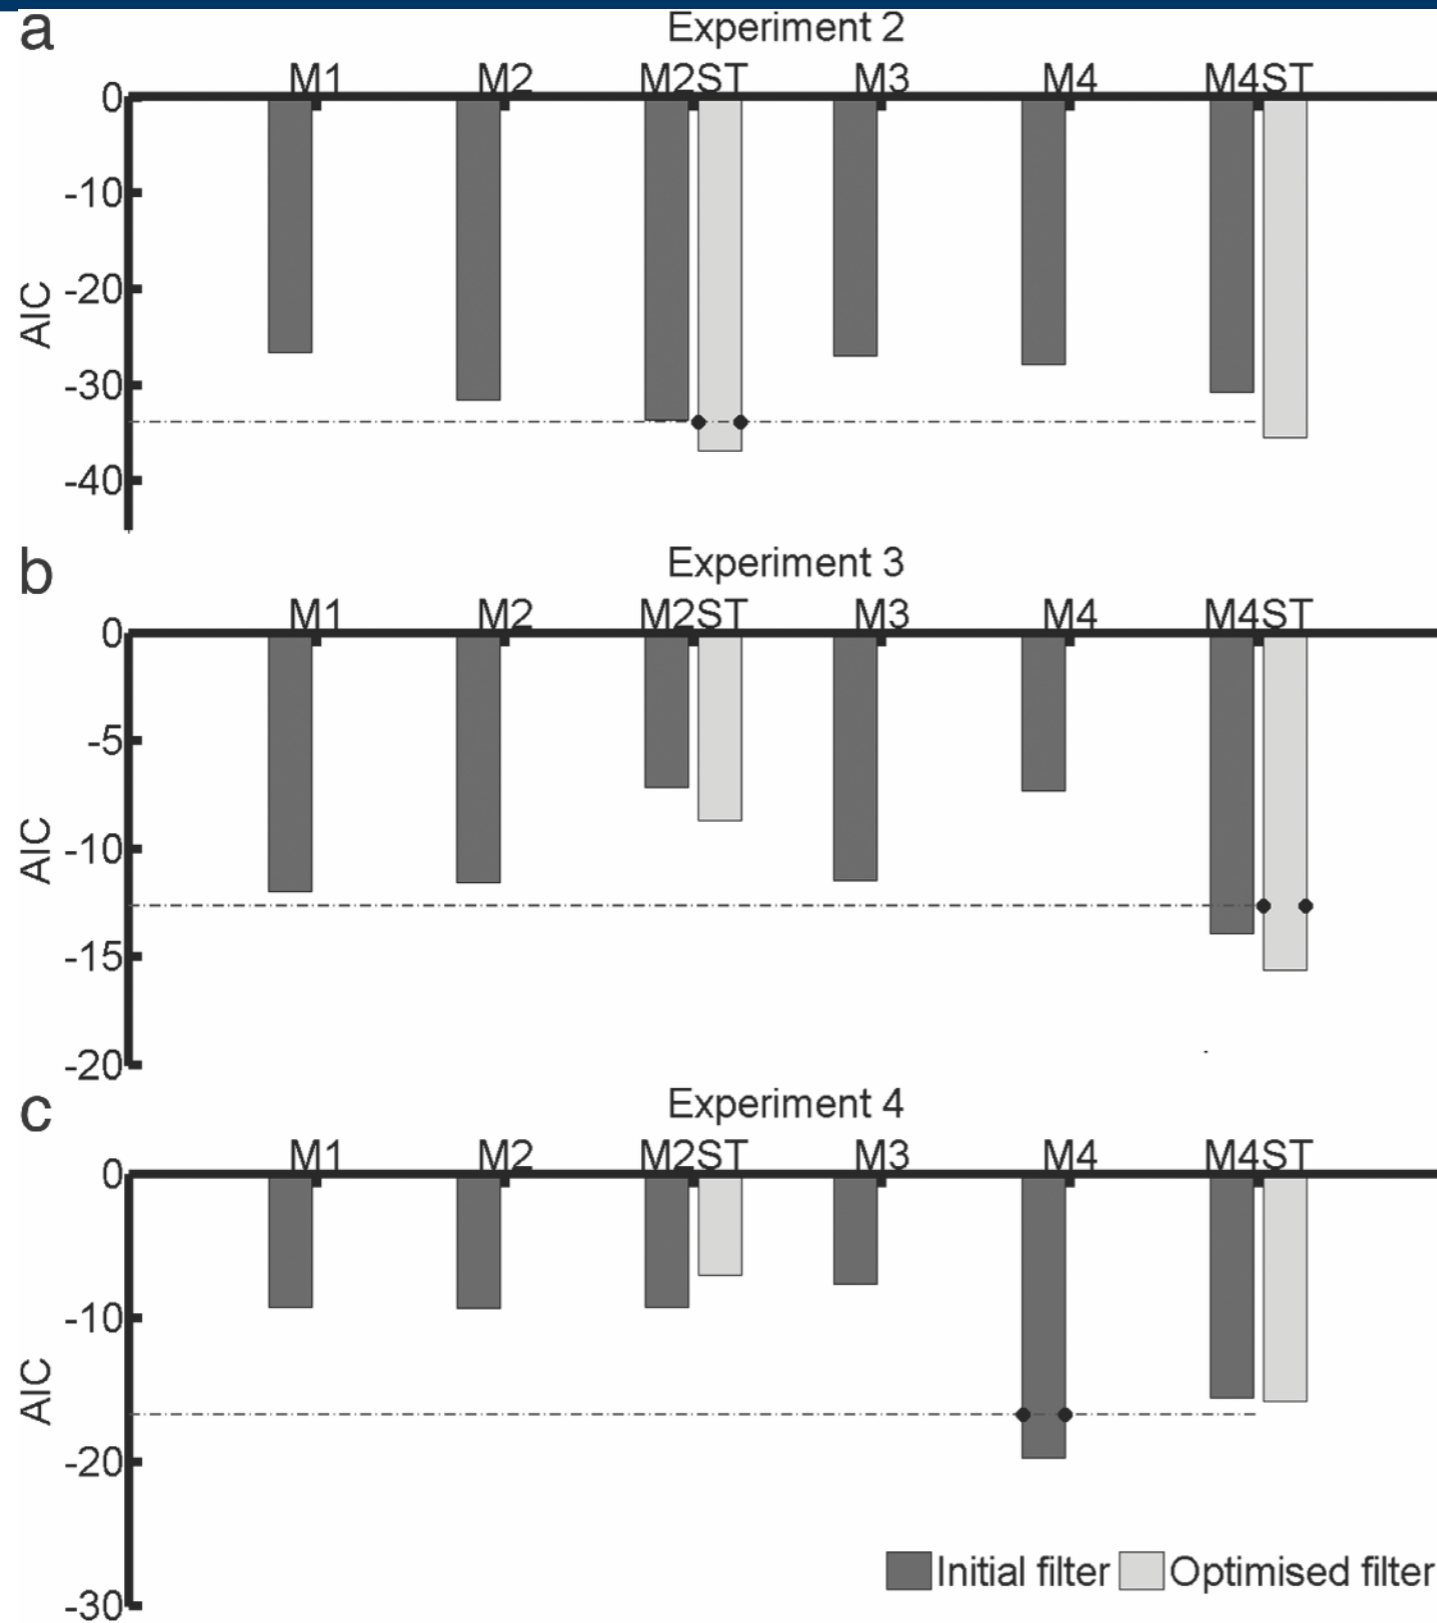 a
Experiment 2
M1 M2 M2ST M3 M4 M4ST
0
-10
-20
-30
-40
AIC
b
Experiment 3
M1 M2 M2ST M3 M4 M4ST
0
-5
-10
-15
-20
AIC
c
Experiment 4
M1 M2 M2ST M3 M4 M4ST
0
-10
-20
-30
AIC
Initial filter Optimised filter